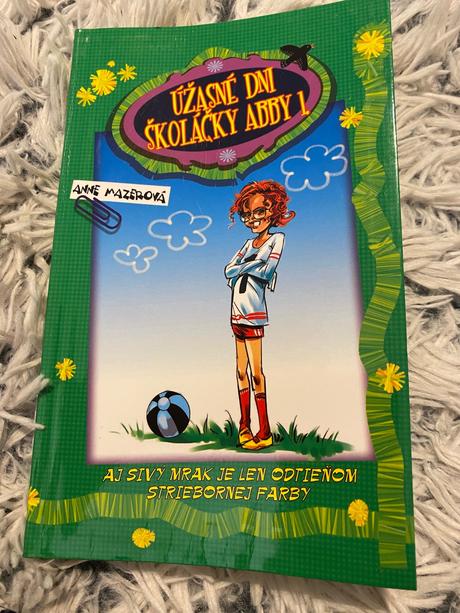 ÚŽASNÉ DNI
ŠKOLÁČKY ABBY 1.
ANNE MAZEROVÁ
AJ SIVÝ MRAK JE LEN ODTIEŇOM
STRIEBORNEJ FARBY